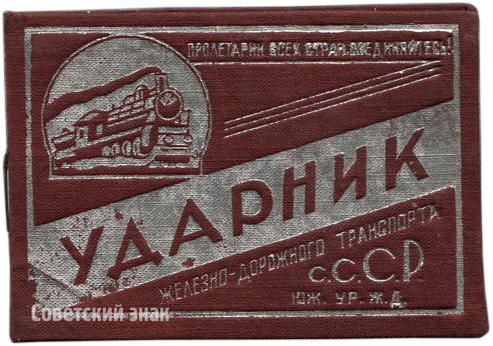 ПРОЛЕТАРИИ ВСЕХ СТРАН, СОЕДИНЯЙТЕСЬ!
УДАРНИК
ЖЕЛЕЗНО-ДОРОЖНОГО ТРАНСПОРТА
С.С.С.Р
ЮЖ. УР. Ж.Д.
Советский знак